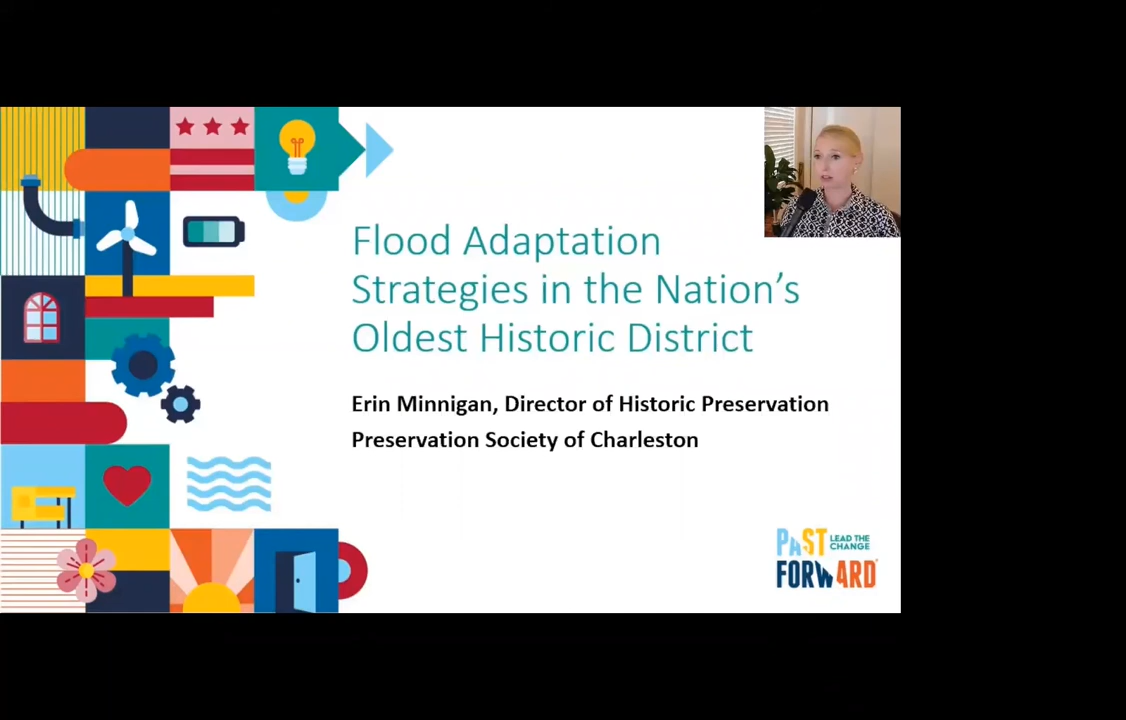 Flood Adaptation
Strategies in the Nation's
Oldest Historic District
Erin Minnigan, Director of Historic Preservation
Preservation Society of Charleston
PAST LEAD THE
CHANGE
FORWARD